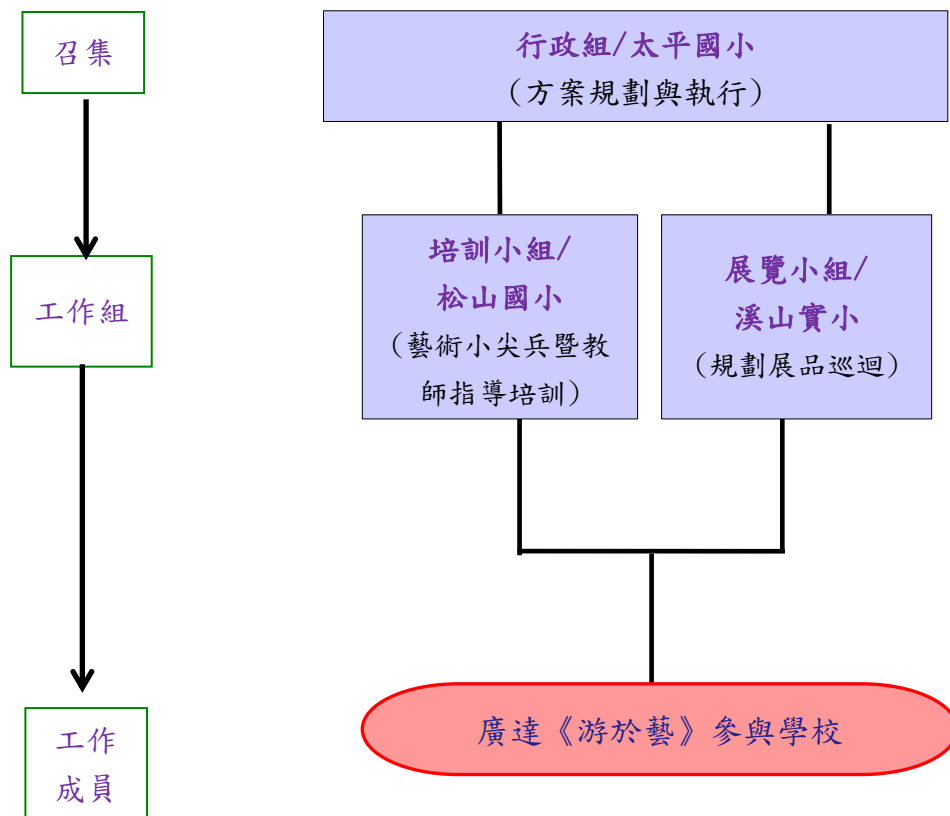 召集
行政組/太平國小
（方案規劃與執行）
工作組
培訓小組/
松山國小
（藝術小尖兵暨教
師指導培訓）
展覽小組/
溪山實小
（規劃展品巡迴）
工作
成員
廣達《游於藝》參與學校